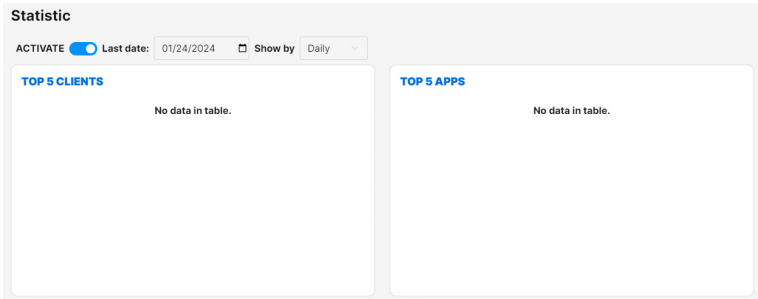 Statistic
ACTIVATE Last date: 01/24/2024 Show by Daily
TOP 5 CLIENTS
No data in table.
TOP 5 APPS
No data in table.